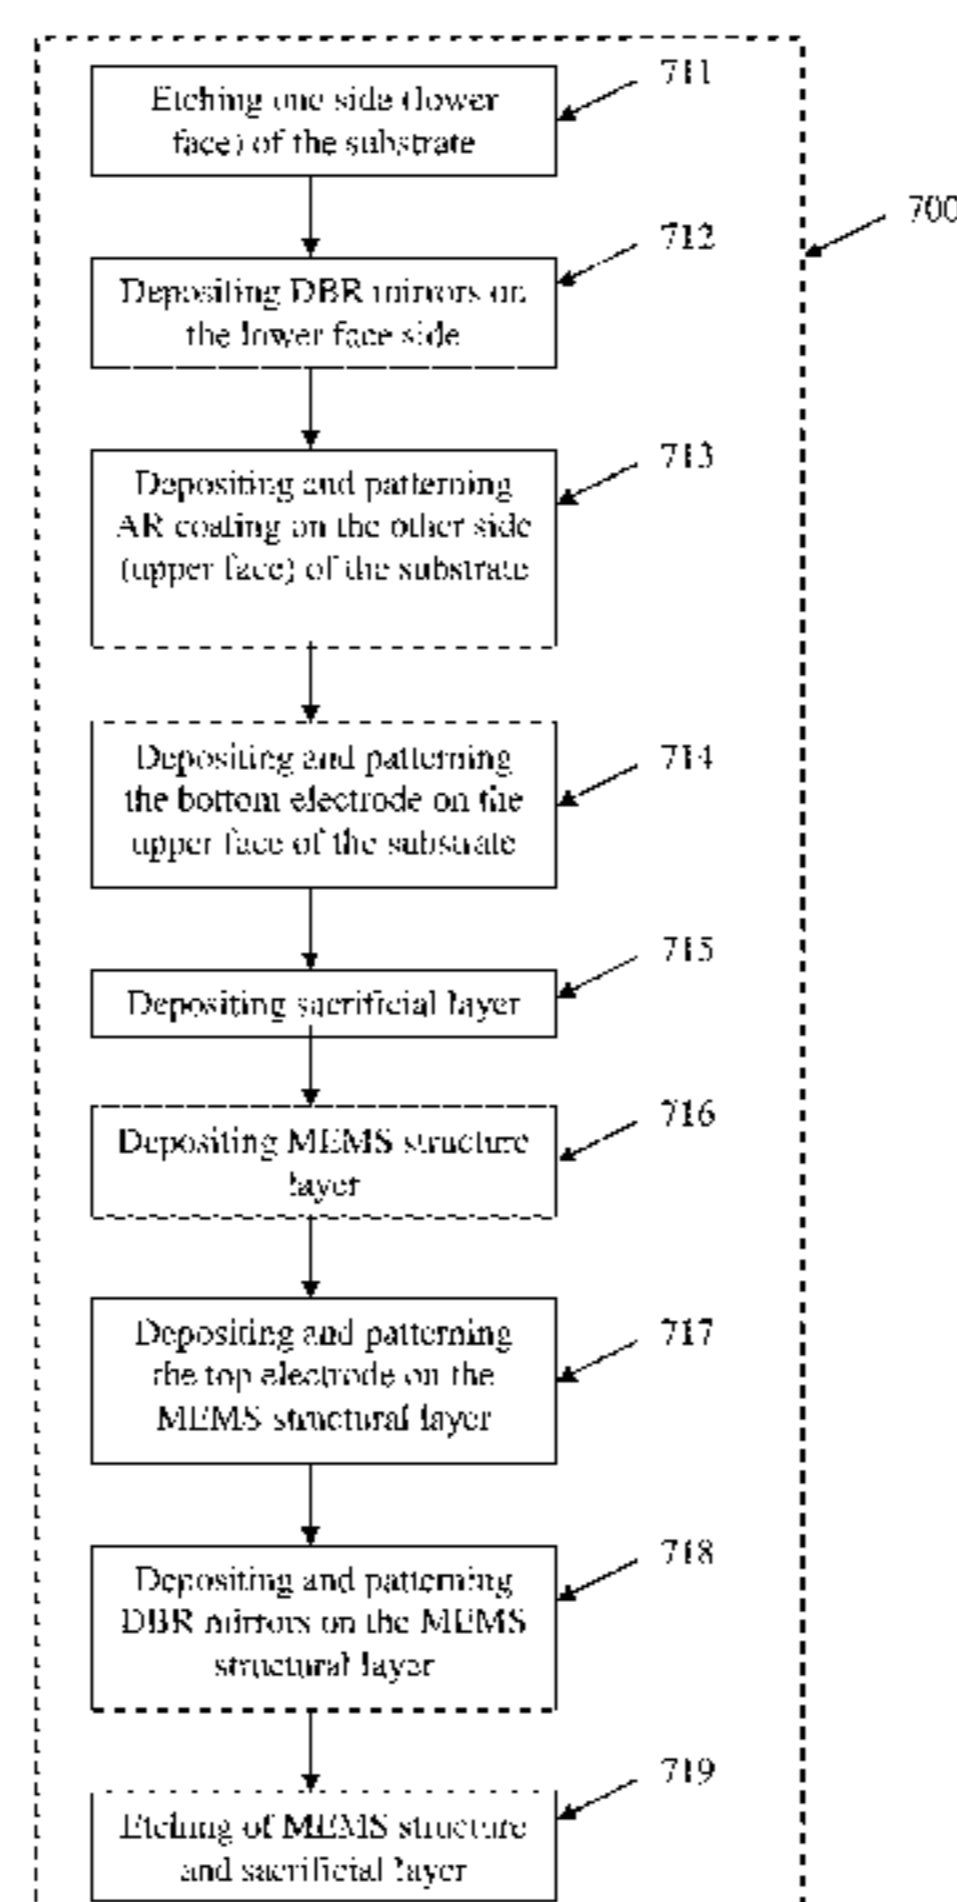 711
Etching one side (lower
face) of the substrate
700
712
Depositing DBR mirrors on
the lower face side
713
Depositing and patterning
AR coating on the other side
(upper face) of the substrate
714
Depositing and patterning
the bottom electrode on the
upper face of the substrate
715
Depositing sacrificial layer
716
Depositing MEMS structure
layer
717
Depositing and patterning
the top electrode on the
MEMS structural layer
718
Depositing and patterning
DBR mirrors on the MEMS
structural layer
719
Etching of MEMS structure
and sacrificial layer